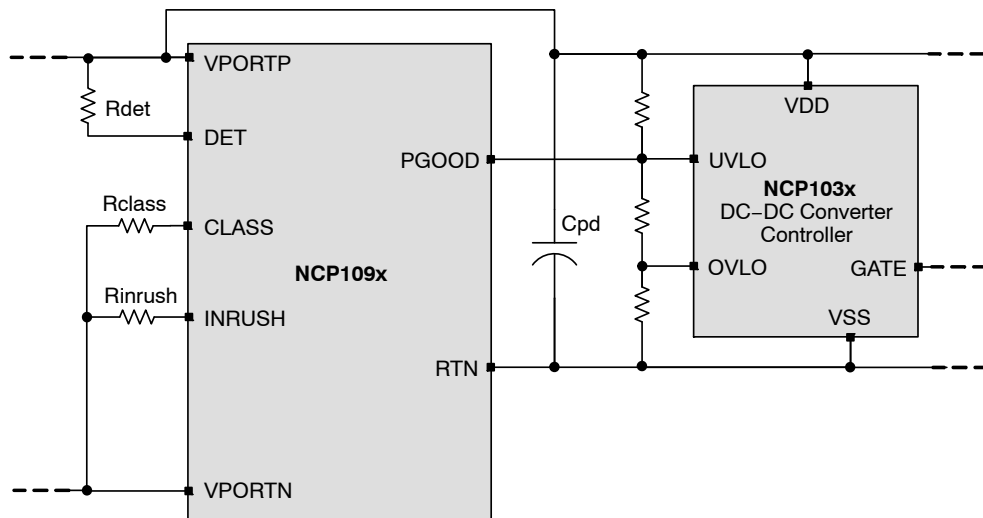 VPORTP
Rdet
DET
VDD
PGOOD
UVLO
NCP103x
DC−DC Converter
Controller
Rclass
CLASS
Cpd
NCP109x
OVLO
GATE
Rinrush
INRUSH
VSS
RTN
VPORTN